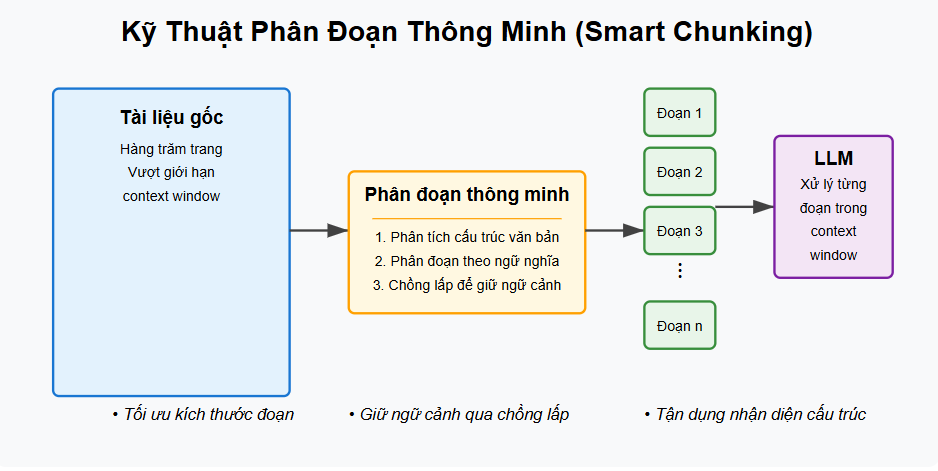 Kỹ Thuật Phân Đoạn Thông Minh (Smart Chunking)
Tài liệu gốc
Hàng trăm trang
Vượt giới hạn
context window
Phân đoạn thông minh
1. Phân tích cấu trúc văn bản
2. Phân đoạn theo ngữ nghĩa
3. Chồng lấp để giữ ngữ cảnh
Đoạn 1
Đoạn 2
Đoạn 3
⋮
Đoạn n
LLM
Xử lý từng
đoạn trong
context
window
• Tối ưu kích thước đoạn
• Giữ ngữ cảnh qua chồng lấp
• Tận dụng nhận diện cấu trúc